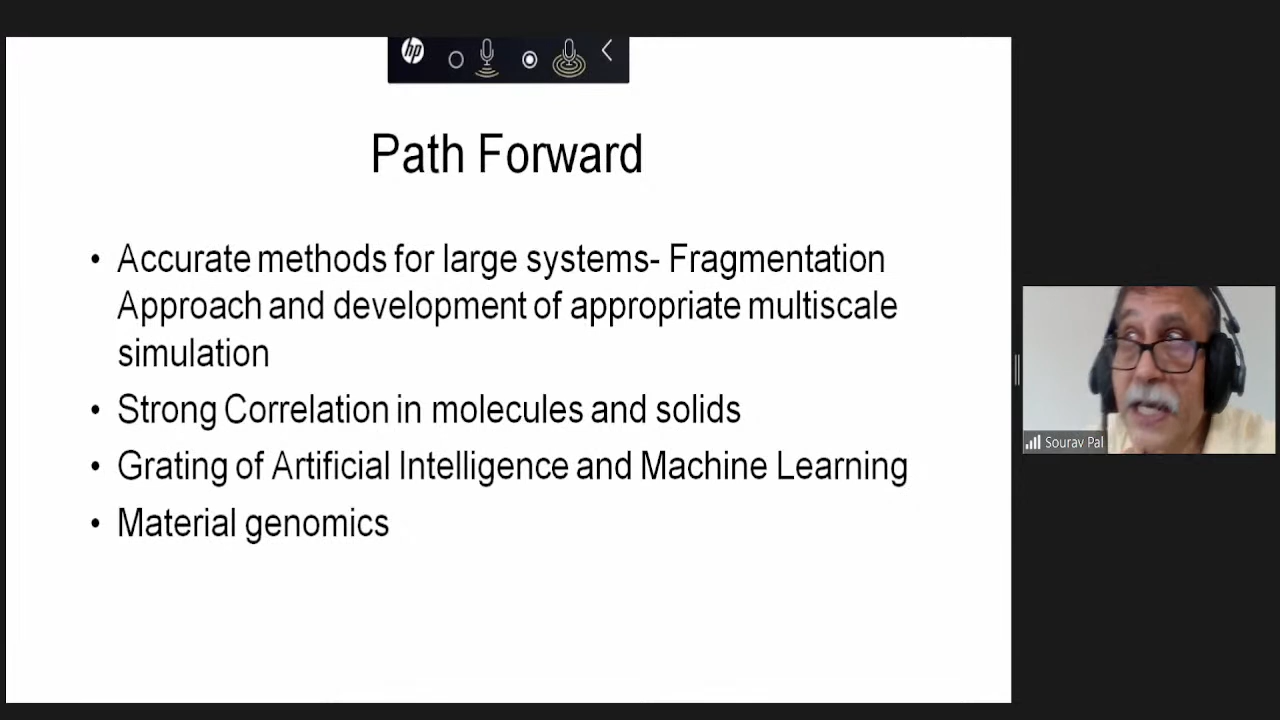 hp
Path Forward
• Accurate methods for large systems- Fragmentation
Approach and development of appropriate multiscale
simulation
• Strong Correlation in molecules and solids
• Grating of Artificial Intelligence and Machine Learning
• Material genomics
Sourav Pal